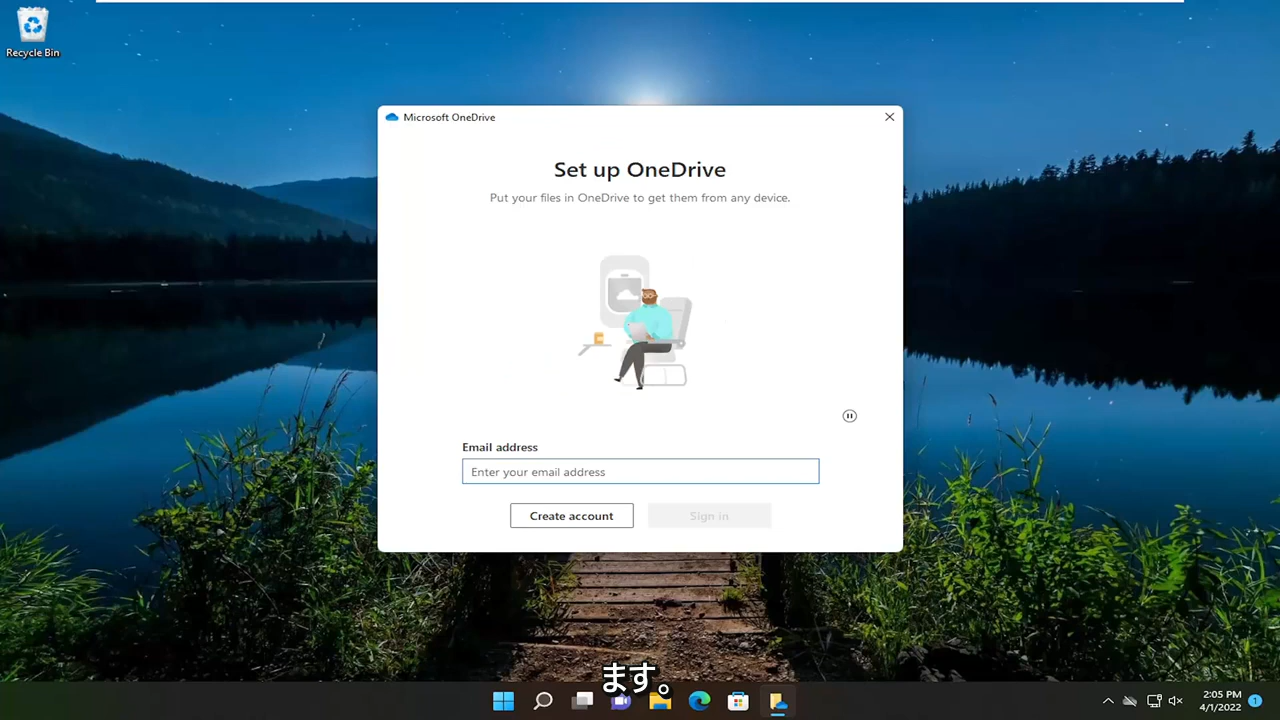 Recycle Bin
Microsoft OneDrive
Set up OneDrive
Put your files in OneDrive to get them from any device.
Email address
Enter your email address
Create account
Sign in
ます。
2:05 PM
4/1/2022
1